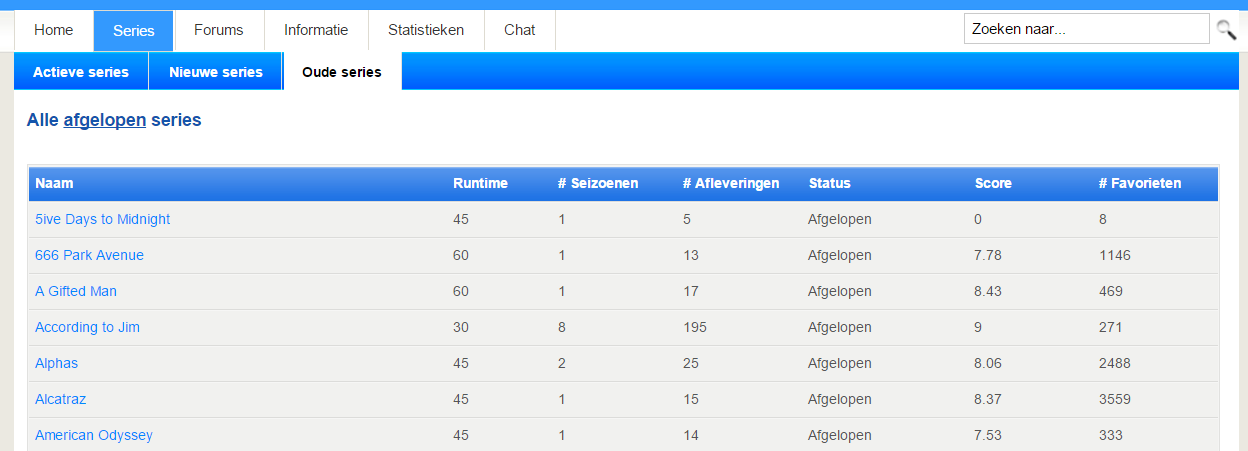 Home Series Forums Informatie Statistieken Chat Zoeken naar...
Actieve series Nieuwe series Oude series
Alle afgelopen series
Naam Runtime # Seizoenen # Afleveringen Status Score # Favorieten
5ive Days to Midnight 45 1 5 Afgelopen 0 8
666 Park Avenue 60 1 13 Afgelopen 7.78 1146
A Gifted Man 60 1 17 Afgelopen 8.43 469
According to Jim 30 8 195 Afgelopen 9 271
Alphas 45 2 25 Afgelopen 8.06 2488
Alcatraz 45 1 15 Afgelopen 8.37 3559
American Odyssey 45 1 14 Afgelopen 7.53 333